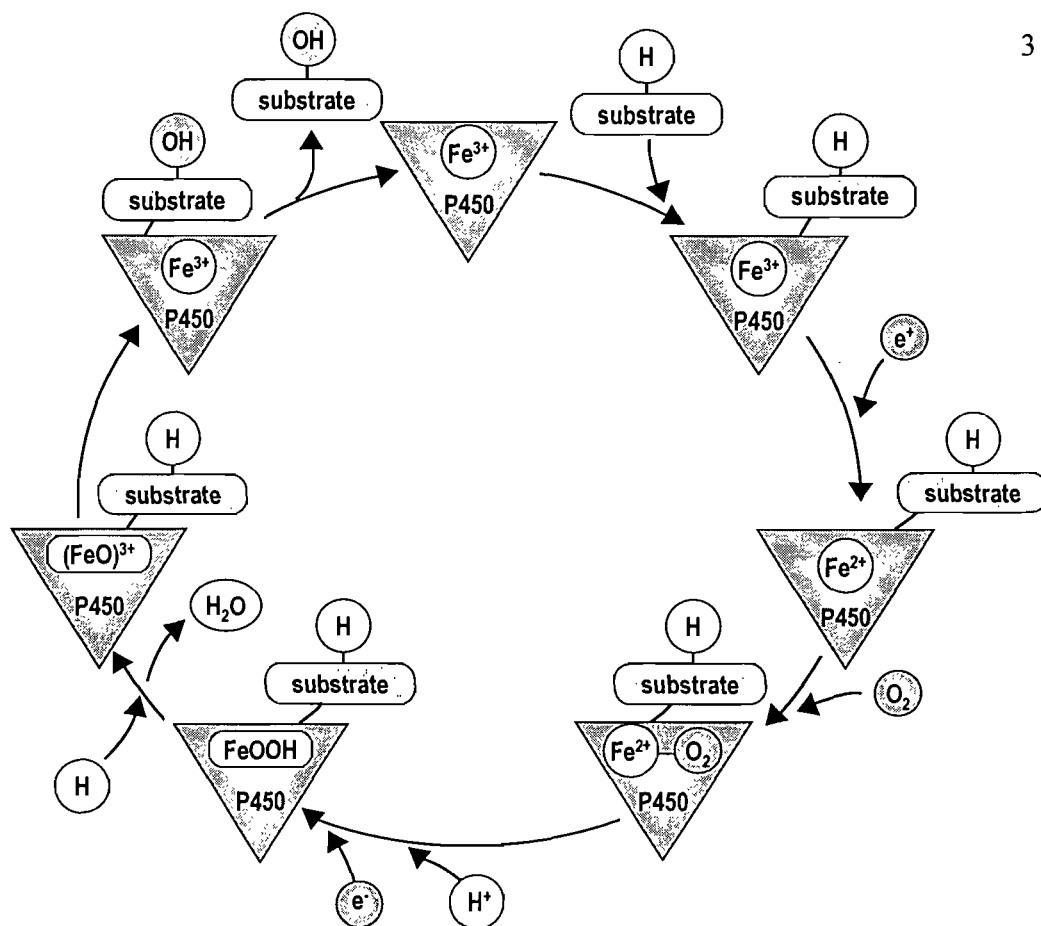 3
OH
substrate
Fe³⁺
P450
H
substrate
H
substrate
Fe³⁺
P450
e⁺
H
substrate
Fe²⁺
P450
O₂
H
substrate
Fe²⁺ O₂
P450
H⁺
e⁻
H
substrate
FeOOH
P450
H
H₂O
H
substrate
(FeO)³⁺
P450
OH
substrate
Fe³⁺
P450